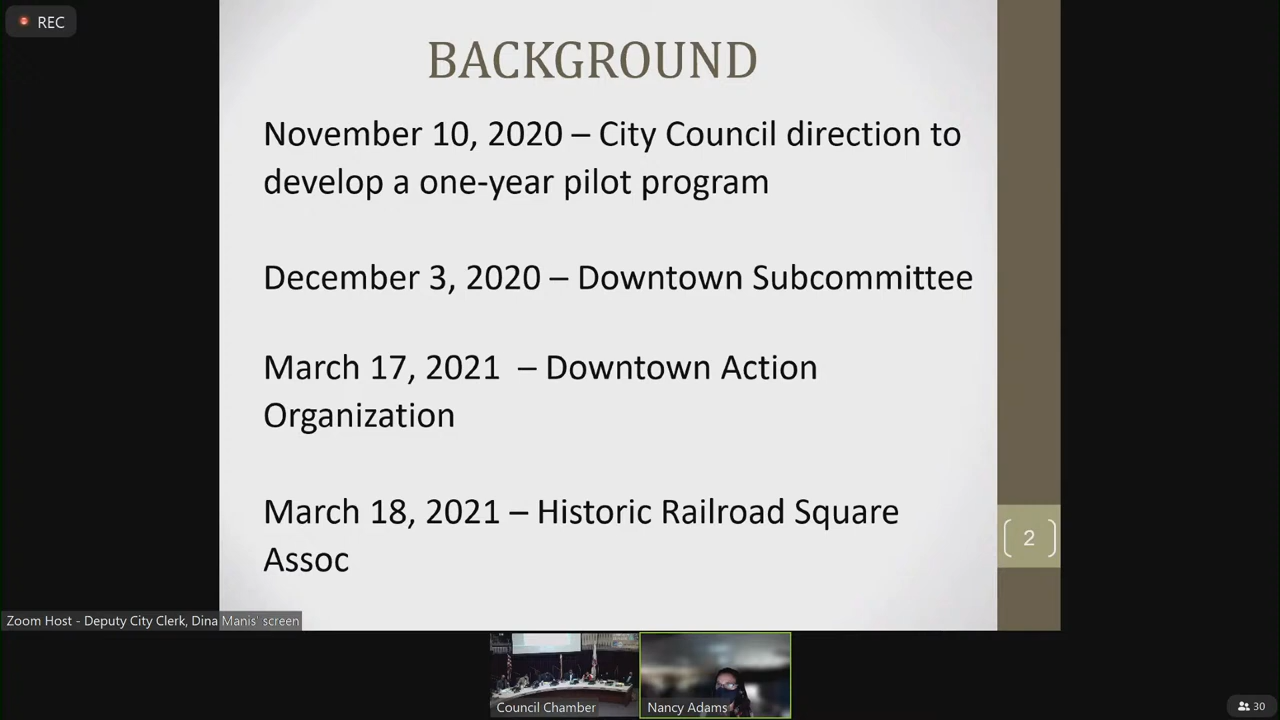 REC
BACKGROUND
November 10, 2020 – City Council direction to
develop a one-year pilot program
December 3, 2020 – Downtown Subcommittee
March 17, 2021 – Downtown Action
Organization
March 18, 2021 – Historic Railroad Square
Assoc
2
Zoom Host - Deputy City Clerk, Dina Manis' screen
Council Chamber
Nancy Adams
30